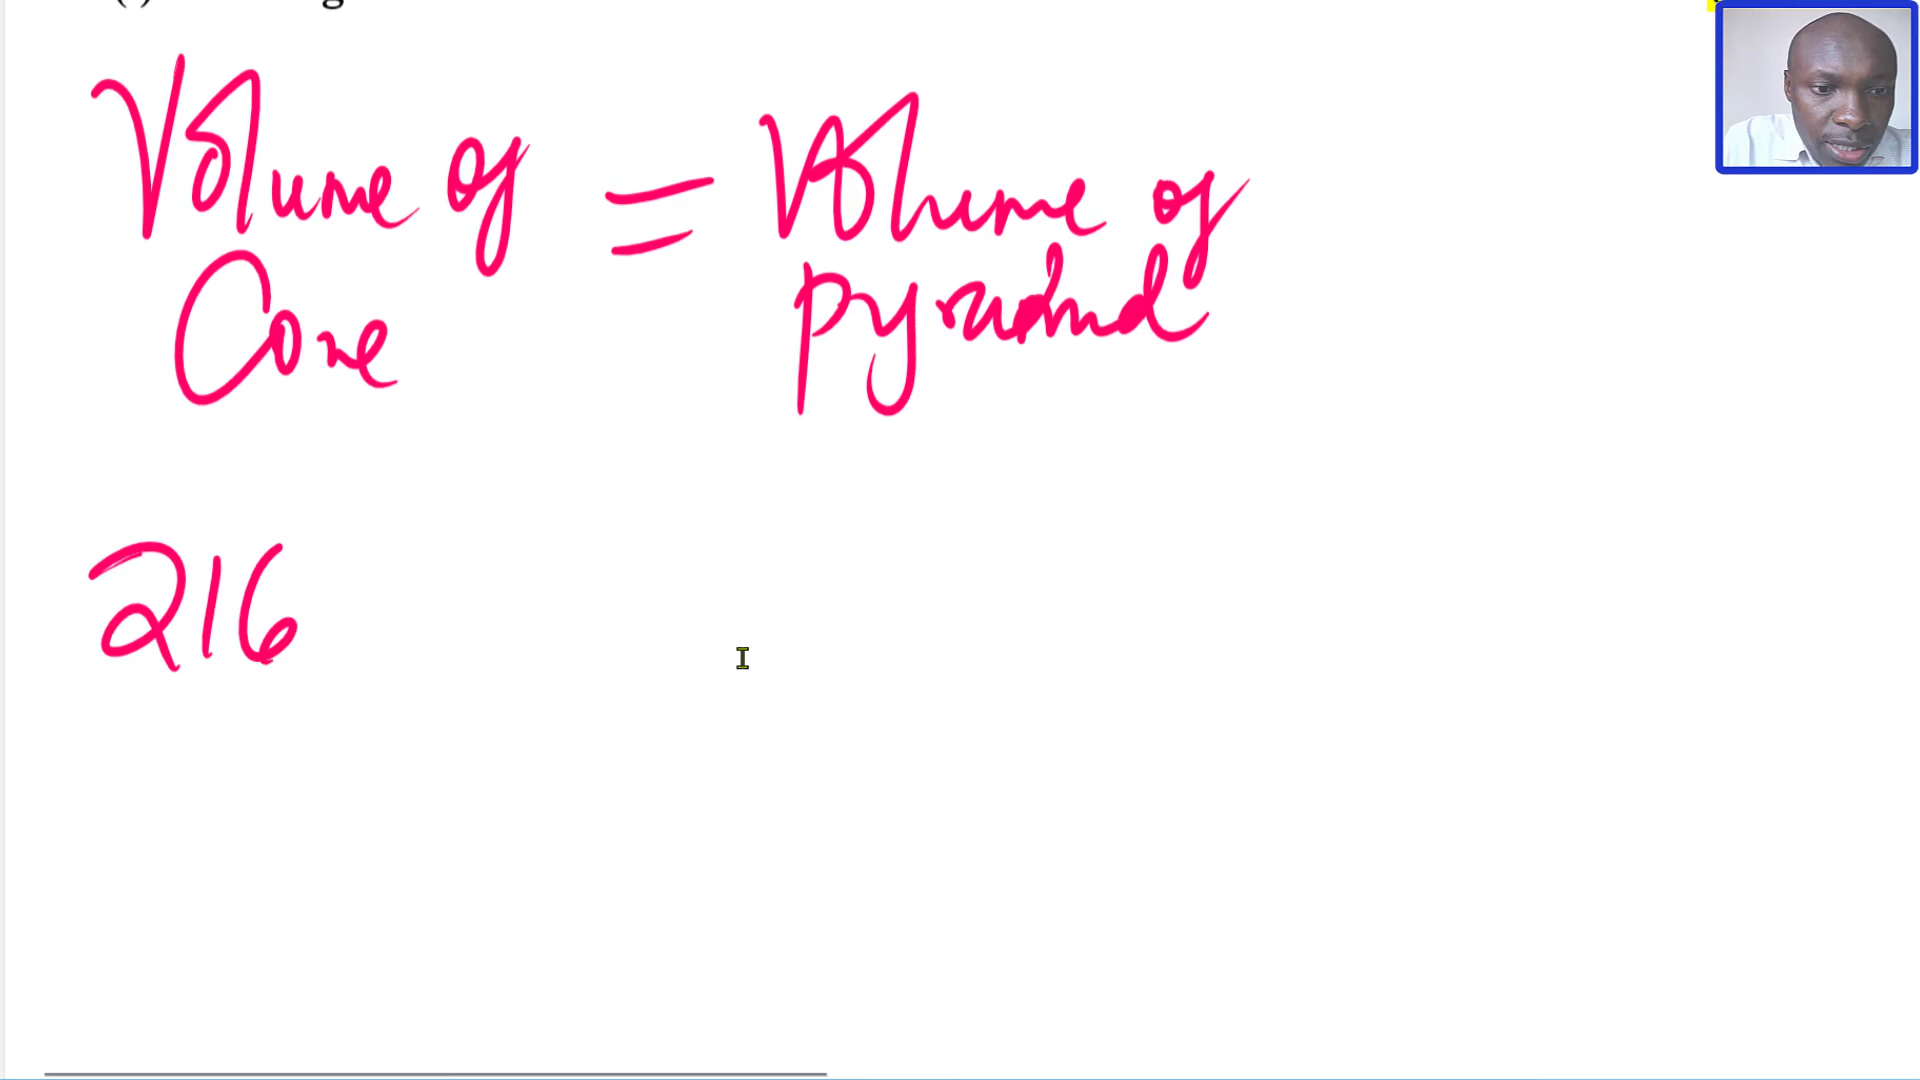 Volume of = Volume of
Cone pyramid
216